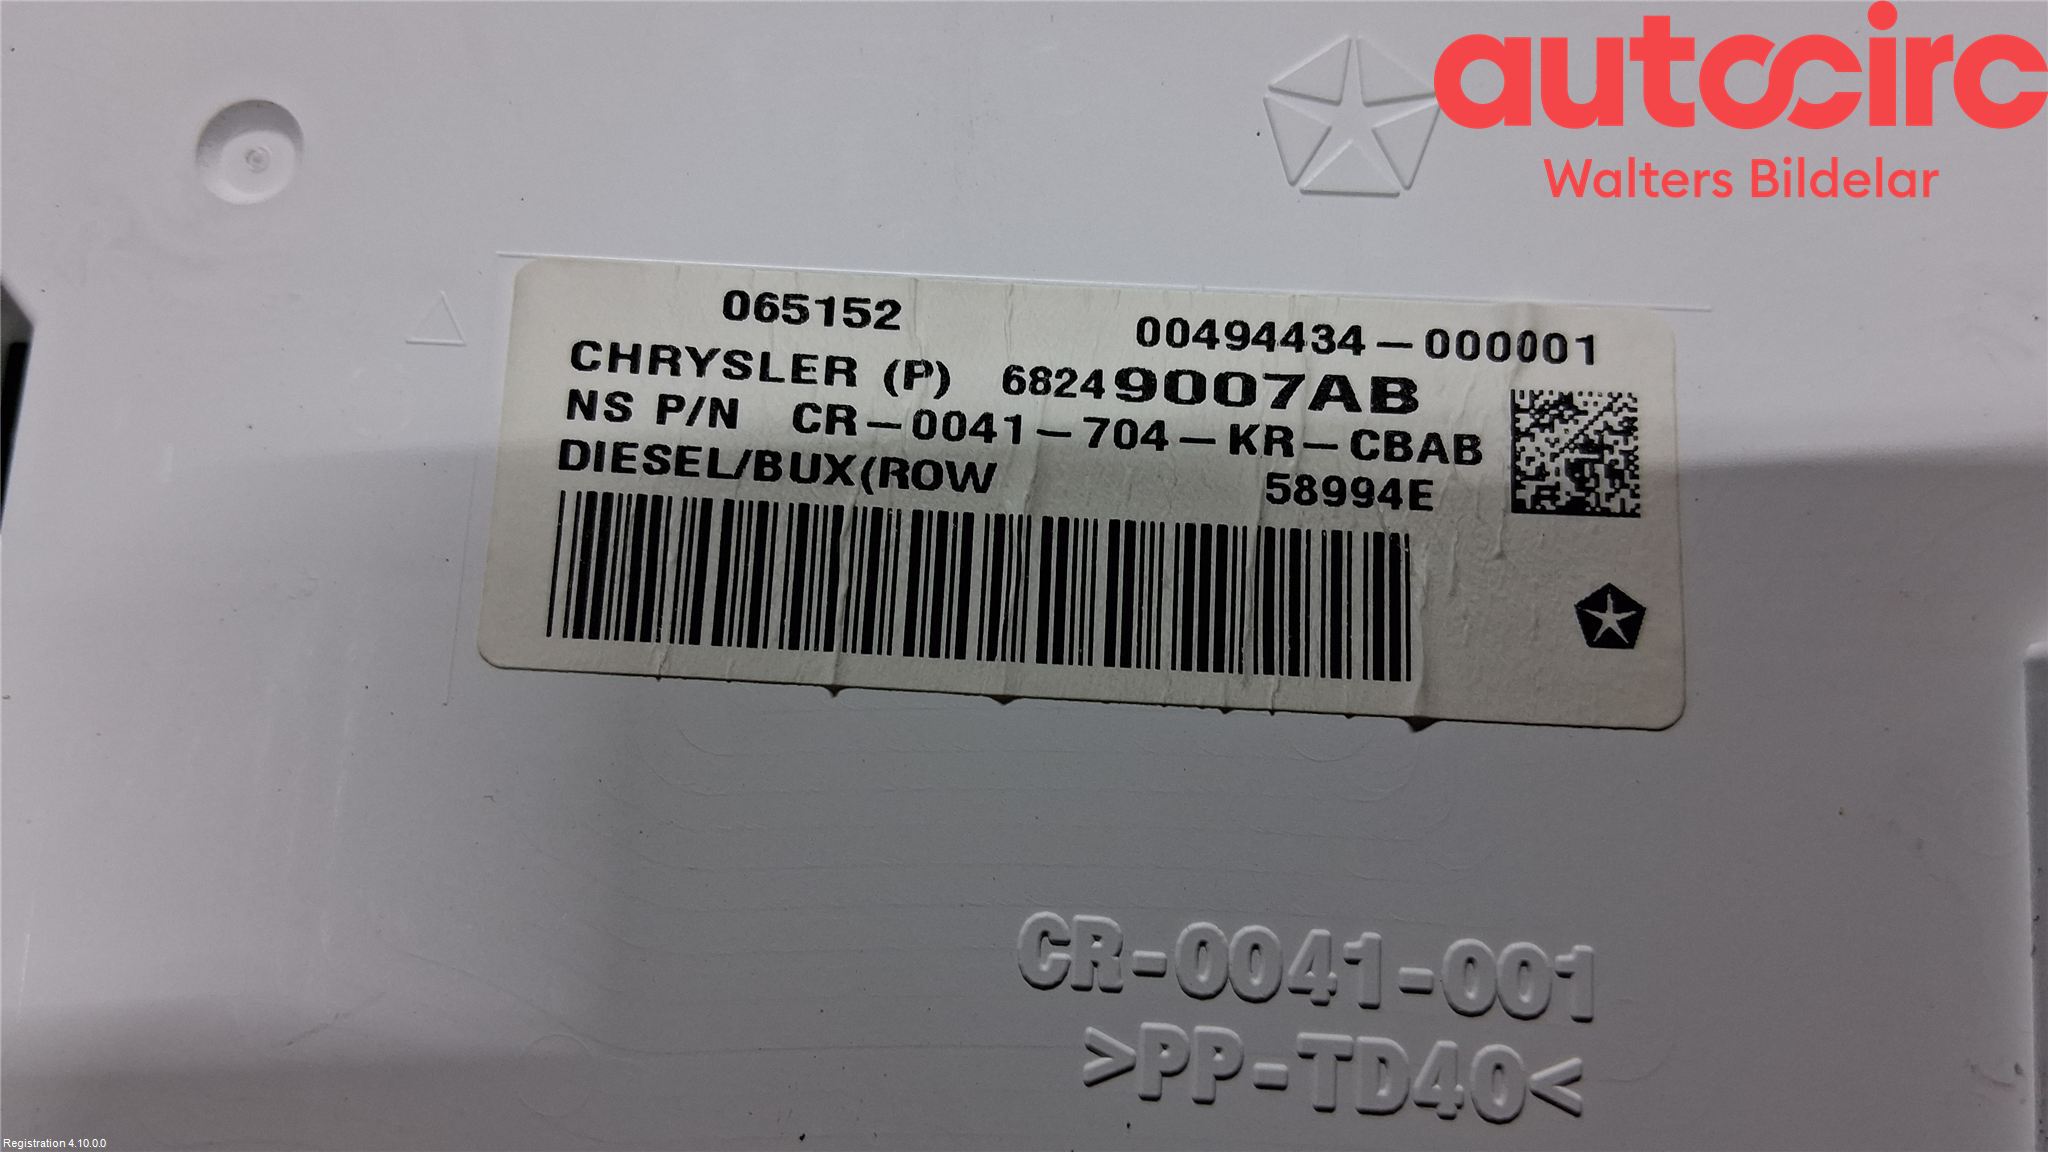 autocirc
Walters Bildelar
065152
00494434-000001
CHRYSLER (P) 68249007AB
NS P/N CR-0041-704-KR-CBAB
DIESEL/BUX(ROW 58994E
CR-0041-001
>PP-TD40<
Registration 4.10.0.0